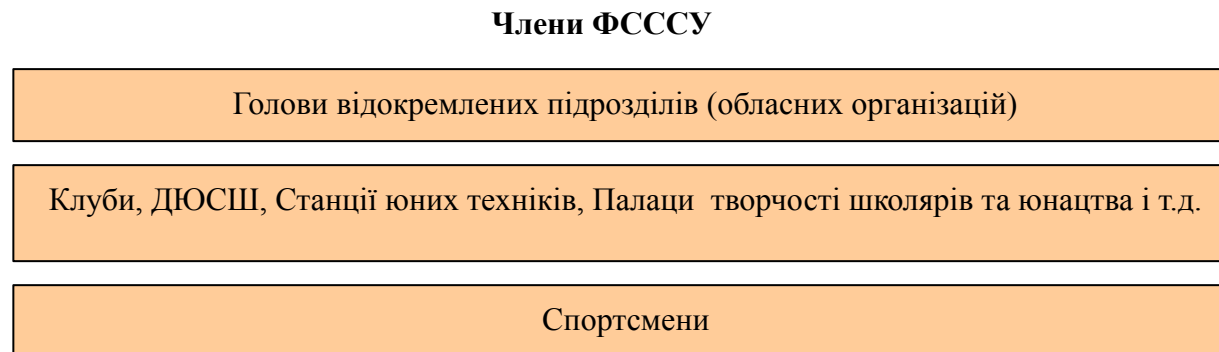 Члени ФСССУ
Голови відокремлених підрозділів (обласних організацій)
Клуби, ДЮСШ, Станції юних техніків, Палаци творчості школярів та юнацтва і т.д.
Спортсмени